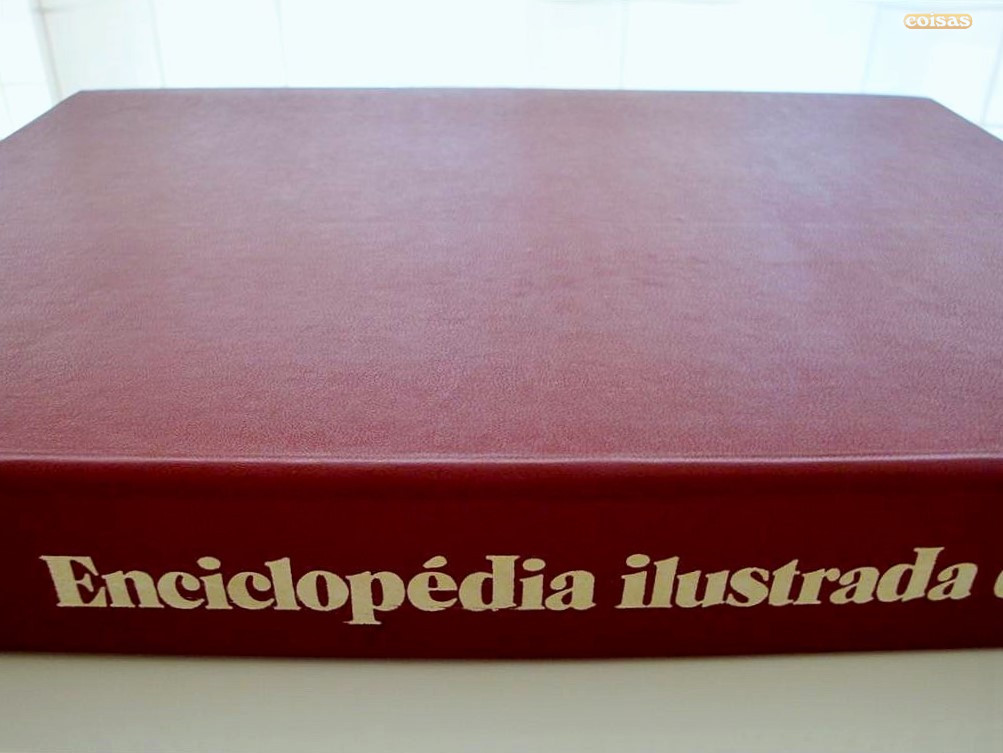 coisas
Enciclopédia ilustrada